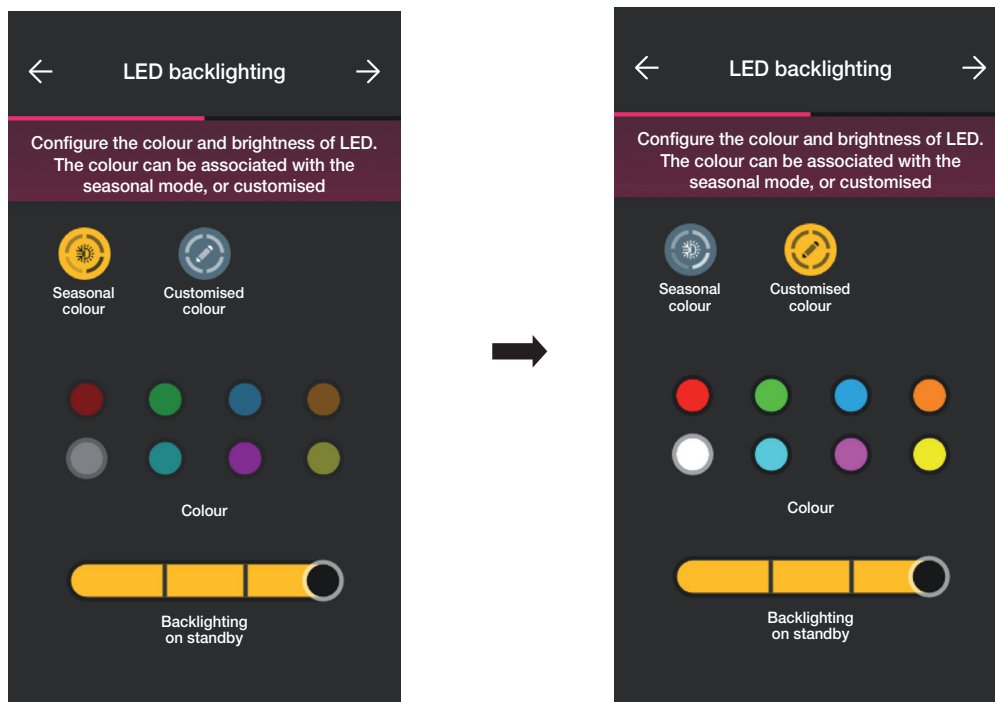 LED backlighting
Configure the colour and brightness of LED.
The colour can be associated with the
seasonal mode, or customised
Seasonal
colour
Customised
colour
Colour
Backlighting
on standby
LED backlighting
Configure the colour and brightness of LED.
The colour can be associated with the
seasonal mode, or customised
Seasonal
colour
Customised
colour
Colour
Backlighting
on standby